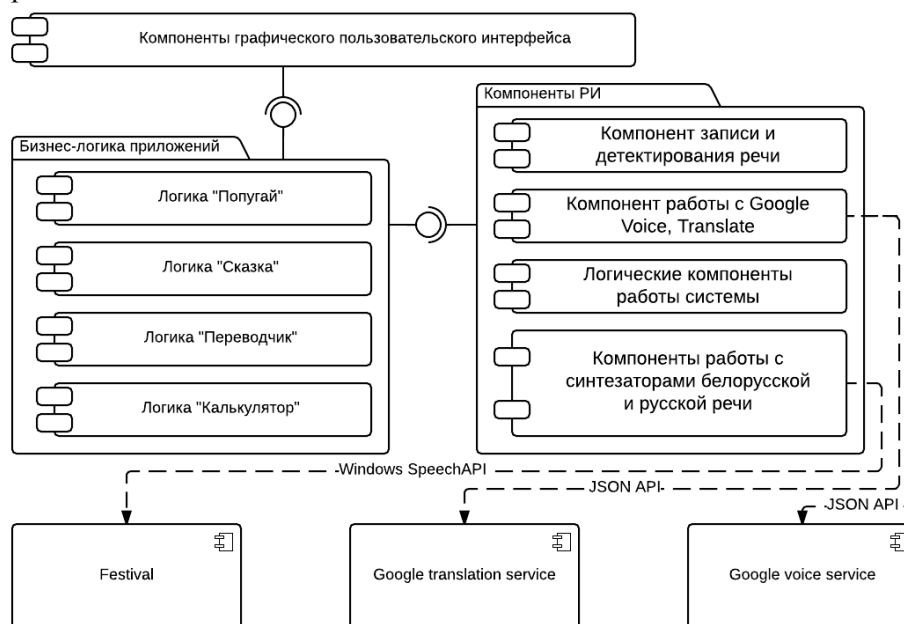 Компоненты графического пользовательского интерфейса
Компоненты РИ
Компонент записи и
детектирования речи
Компонент работы с Google
Voice, Translate
Логические компоненты
работы системы
Компоненты работы с
синтезаторами белорусской
и русской речи
Бизнес-логика приложений
Логика "Попугай"
Логика "Сказка"
Логика "Переводчик"
Логика "Калькулятор"
Windows SpeechAPI
JSON API
JSON API
Festival
Google translation service
Google voice service